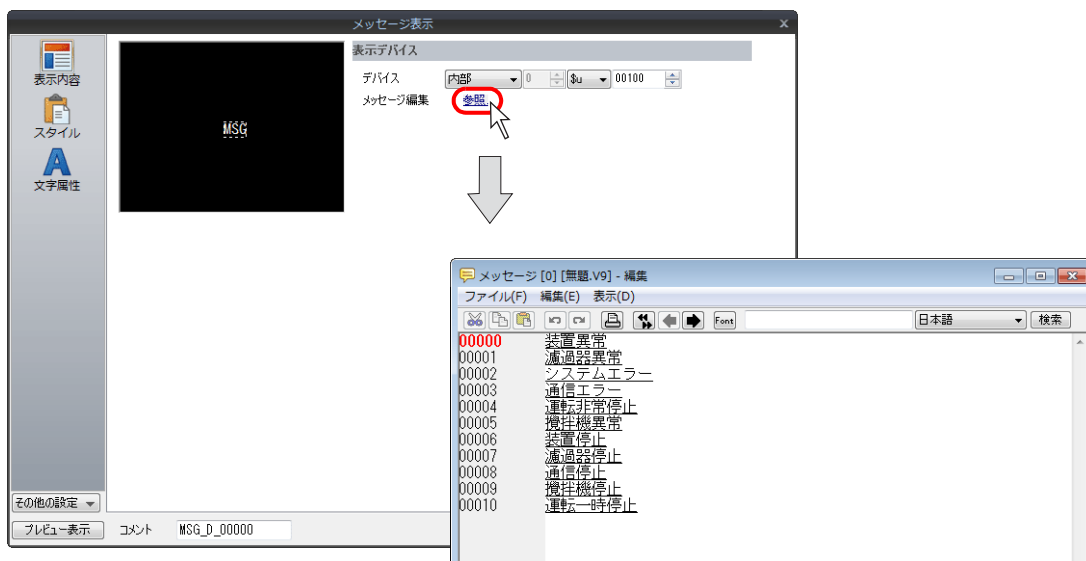 メッセージ表示
表示内容
スタイル
文字属性
MSG
表示デバイス
デバイス 内部 0 $u 00100
メッセージ編集 参照..
その他の設定
プレビュー表示 コメント MSG_D_00000
メッセージ [0] [無題.V9] - 編集
ファイル(F) 編集(E) 表示(D)
Font 日本語 検索
00000 装置異常
00001 濾過器異常
00002 システムエラー
00003 通信エラー
00004 運転非常停止
00005 攪拌機異常
00006 装置停止
00007 濾過器停止
00008 通信停止
00009 攪拌機停止
00010 運転一時停止